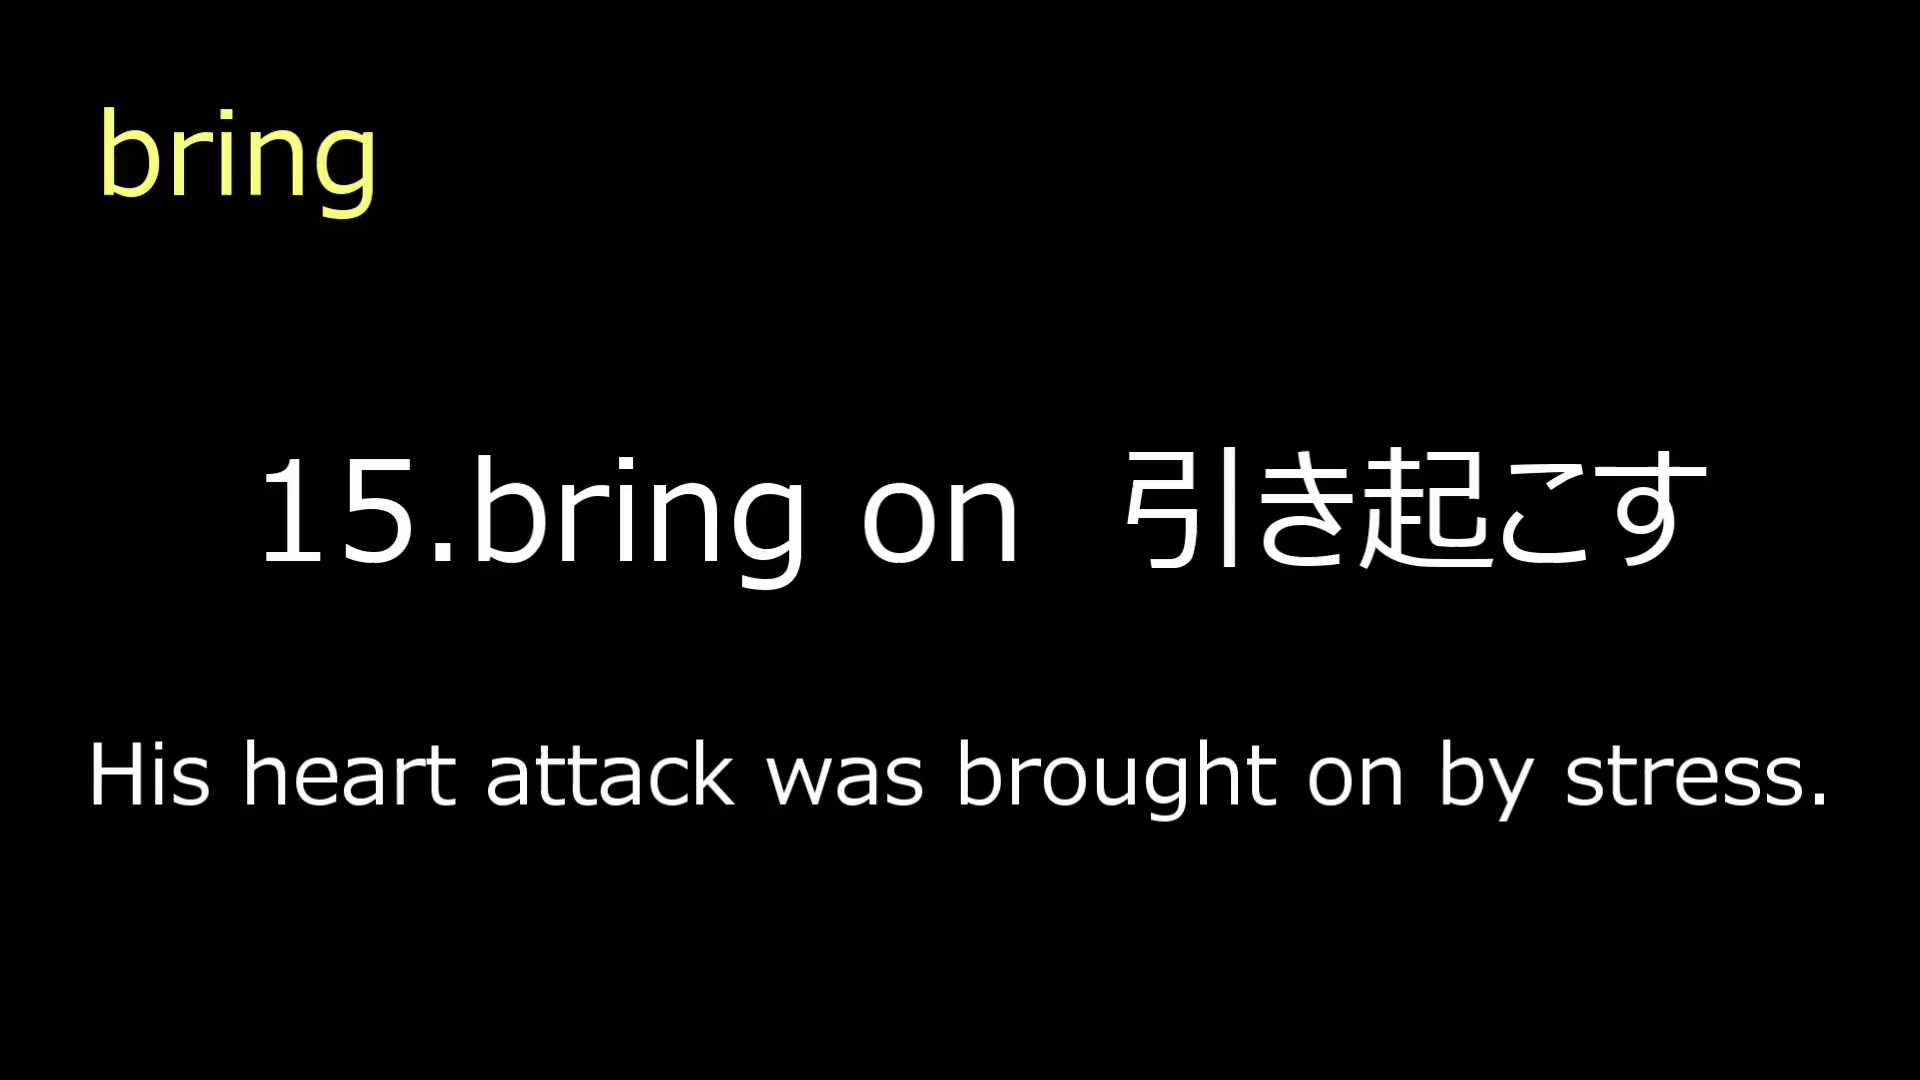 bring
15.bring on 引き起こす
His heart attack was brought on by stress.